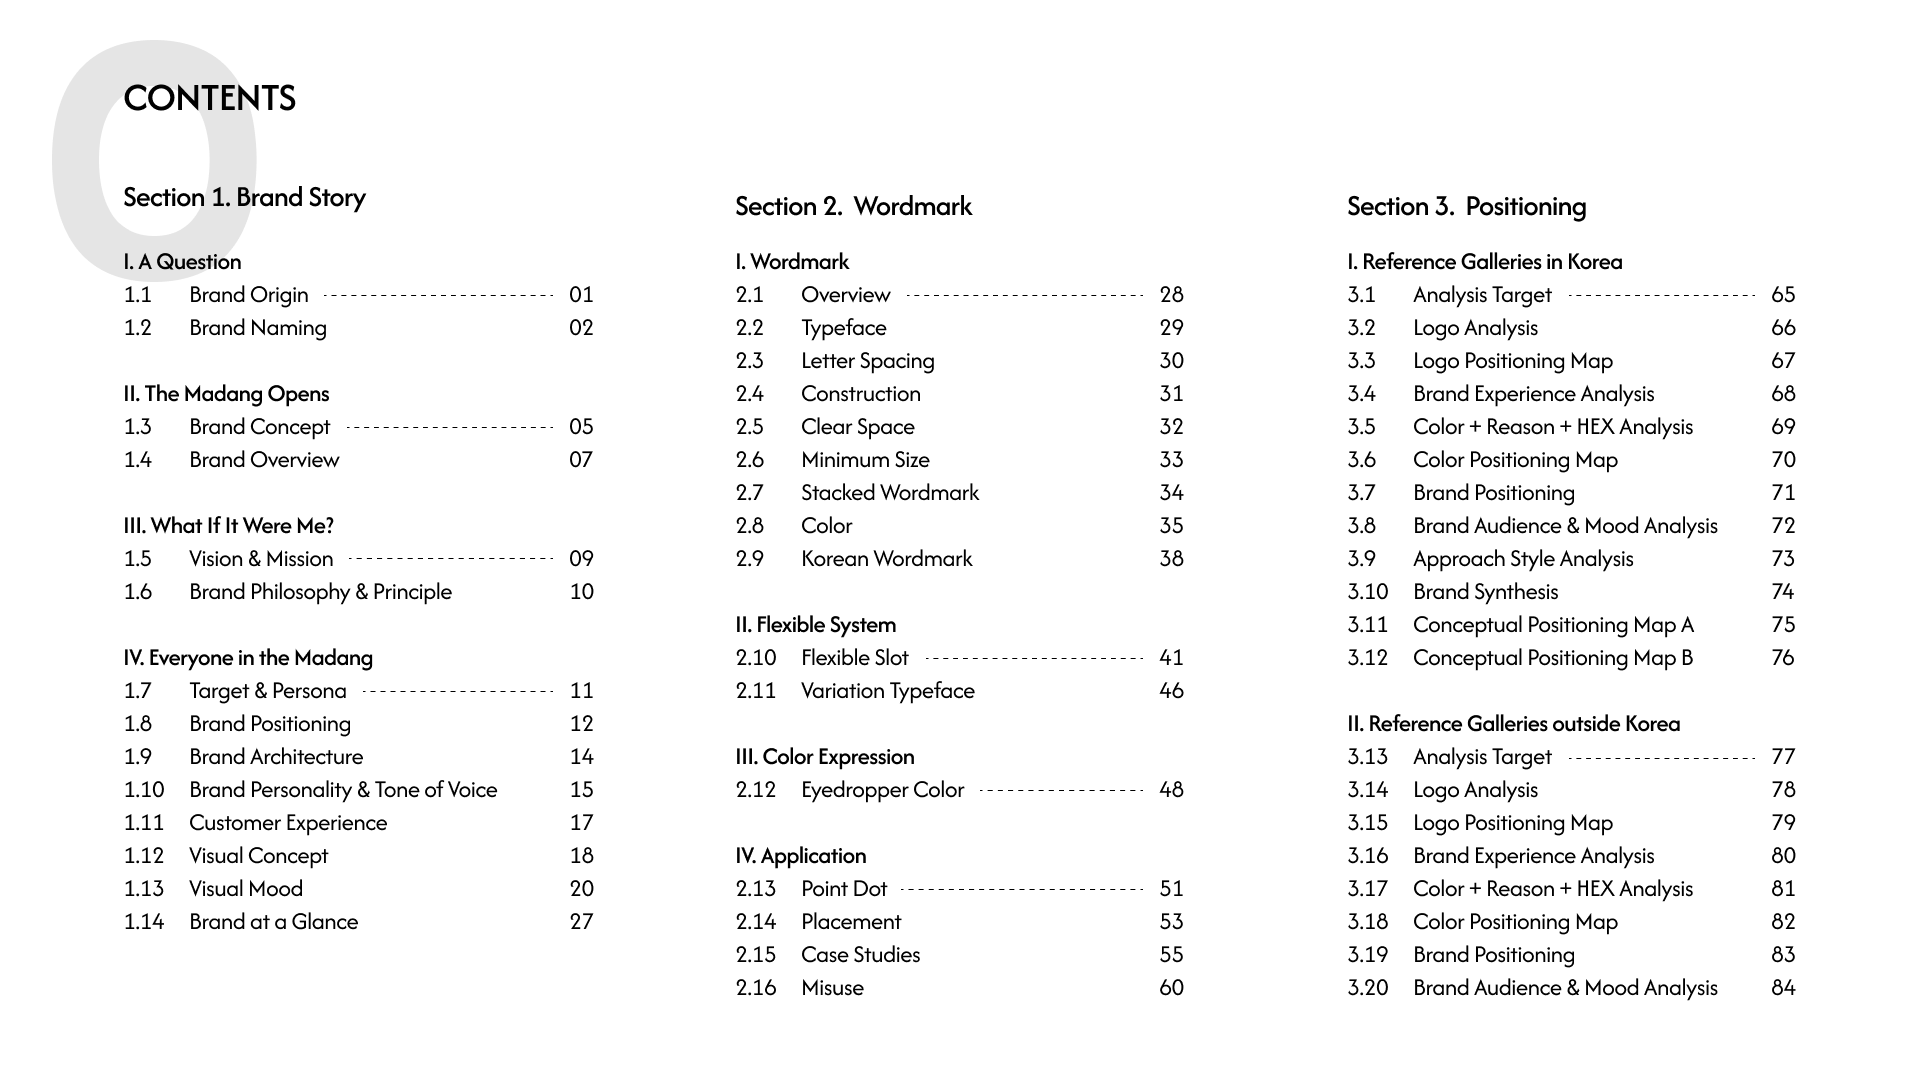 0
CONTENTS
Section 1. Brand Story
I. A Question
1.1 Brand Origin 01
1.2 Brand Naming 02
II. The Madang Opens
1.3 Brand Concept 05
1.4 Brand Overview 07
III. What If It Were Me?
1.5 Vision & Mission 09
1.6 Brand Philosophy & Principle 10
IV. Everyone in the Madang
1.7 Target & Persona 11
1.8 Brand Positioning 12
1.9 Brand Architecture 14
1.10 Brand Personality & Tone of Voice 15
1.11 Customer Experience 17
1.12 Visual Concept 18
1.13 Visual Mood 20
1.14 Brand at a Glance 27
Section 2. Wordmark
I. Wordmark
2.1 Overview 28
2.2 Typeface 29
2.3 Letter Spacing 30
2.4 Construction 31
2.5 Clear Space 32
2.6 Minimum Size 33
2.7 Stacked Wordmark 34
2.8 Color 35
2.9 Korean Wordmark 38
II. Flexible System
2.10 Flexible Slot 41
2.11 Variation Typeface 46
III. Color Expression
2.12 Eyedropper Color 48
IV. Application
2.13 Point Dot 51
2.14 Placement 53
2.15 Case Studies 55
2.16 Misuse 60
Section 3. Positioning
I. Reference Galleries in Korea
3.1 Analysis Target 65
3.2 Logo Analysis 66
3.3 Logo Positioning Map 67
3.4 Brand Experience Analysis 68
3.5 Color + Reason + HEX Analysis 69
3.6 Color Positioning Map 70
3.7 Brand Positioning 71
3.8 Brand Audience & Mood Analysis 72
3.9 Approach Style Analysis 73
3.10 Brand Synthesis 74
3.11 Conceptual Positioning Map A 75
3.12 Conceptual Positioning Map B 76
II. Reference Galleries outside Korea
3.13 Analysis Target 77
3.14 Logo Analysis 78
3.15 Logo Positioning Map 79
3.16 Brand Experience Analysis 80
3.17 Color + Reason + HEX Analysis 81
3.18 Color Positioning Map 82
3.19 Brand Positioning 83
3.20 Brand Audience & Mood Analysis 84